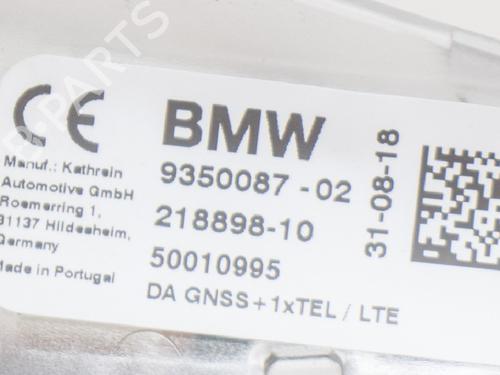 CE BMW
Manuf.: Kathrein
Automotive GmbH
Roemerring 1,
31137 Hildesheim,
Germany
Made in Portugal
9350087-02
218898-10
50010995
DA GNSS+1xTEL / LTE
31-08-18
B-PARTS